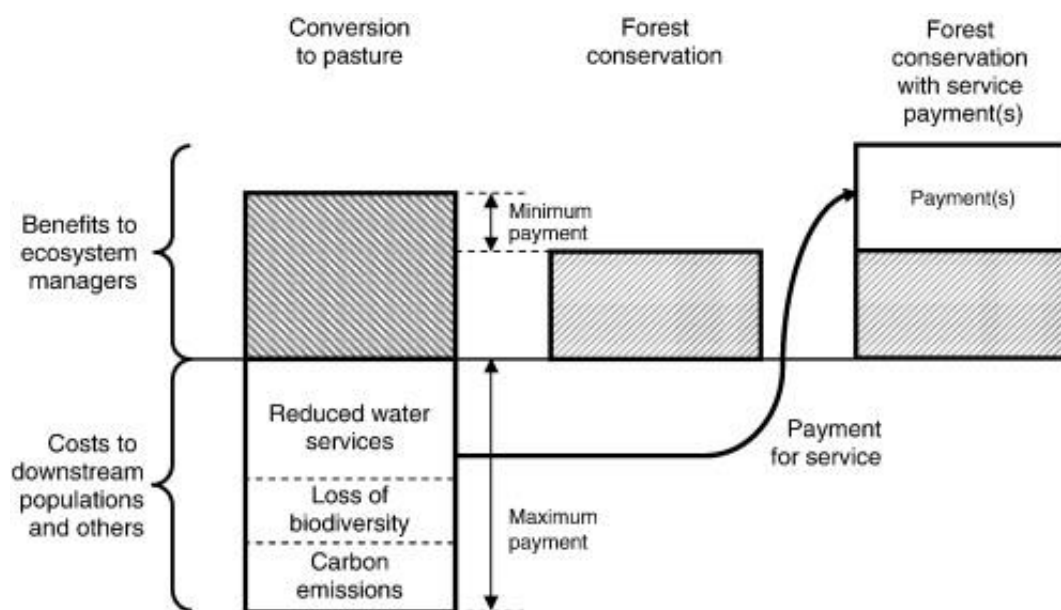 Conversion
to pasture
Forest
conservation
Forest
conservation
with service
payment(s)
Benefits to
ecosystem
managers
Minimum
payment
Payment(s)
Costs to
downstream
populations
and others
Reduced water
services
Loss of
biodiversity
Carbon
emissions
Maximum
payment
Payment
for service